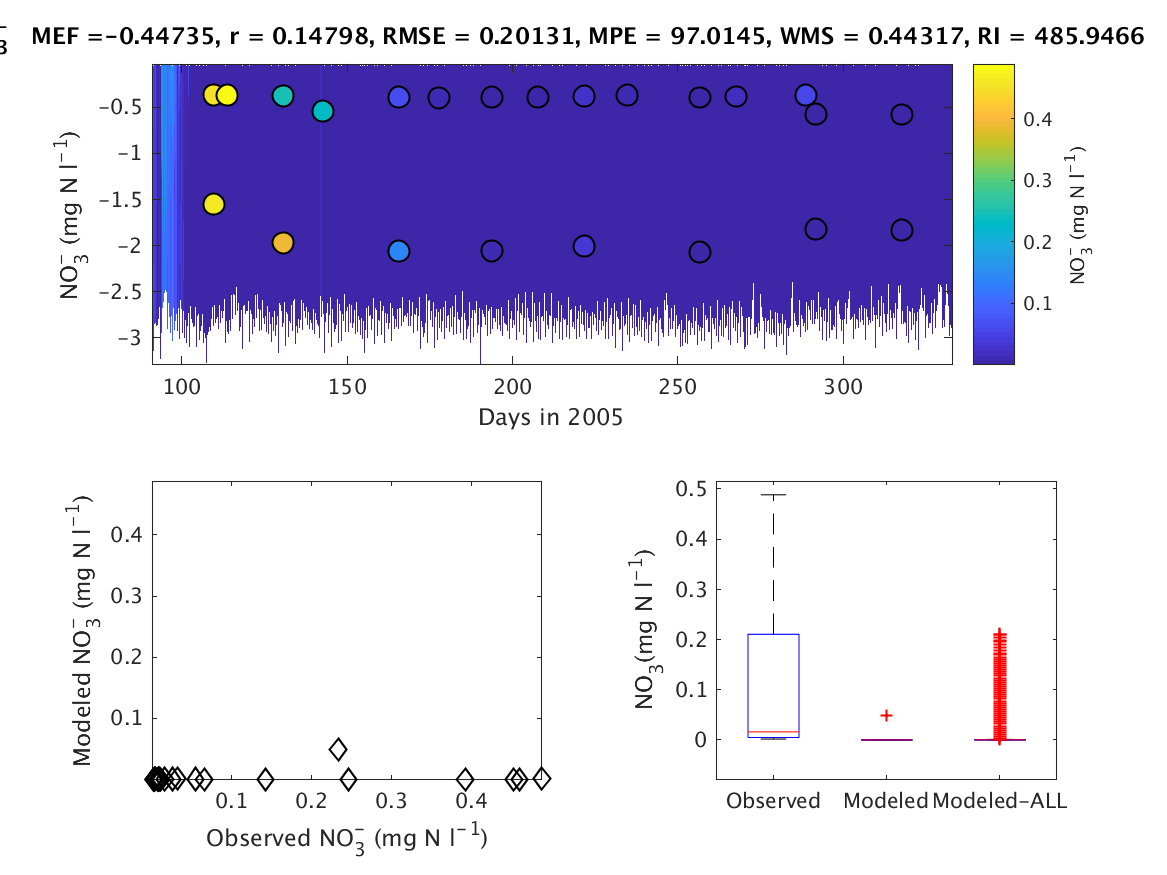 MEF =-0.44735, r = 0.14798, RMSE = 0.20131, MPE = 97.0145, WMS = 0.44317, RI = 485.9466
NO₃⁻ (mg N l⁻¹)
-0.5
-1
-1.5
-2
-2.5
-3
100 150 200 250 300
Days in 2005
0.4
0.3
0.2
0.1
NO₃⁻ (mg N l⁻¹)
Modeled NO₃⁻ (mg N l⁻¹)
0.4
0.3
0.2
0.1
0.1 0.2 0.3 0.4
Observed NO₃⁻ (mg N l⁻¹)
NO₃(mg N l⁻¹)
0.5
0.4
0.3
0.2
0.1
0
Observed Modeled Modeled-ALL